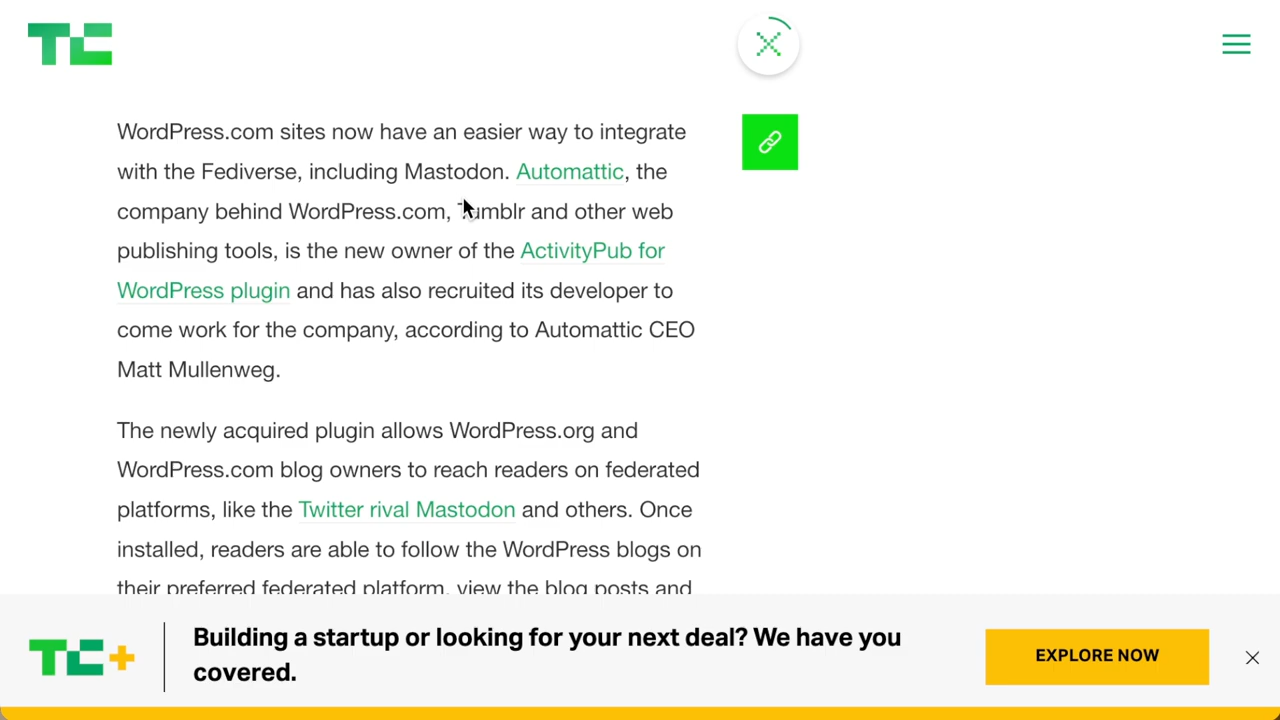 TC
WordPress.com sites now have an easier way to integrate
with the Fediverse, including Mastodon. Automattic, the
company behind WordPress.com, Tumblr and other web
publishing tools, is the new owner of the ActivityPub for
WordPress plugin and has also recruited its developer to
come work for the company, according to Automattic CEO
Matt Mullenweg.
The newly acquired plugin allows WordPress.org and
WordPress.com blog owners to reach readers on federated
platforms, like the Twitter rival Mastodon and others. Once
installed, readers are able to follow the WordPress blogs on
their preferred federated platform, view the blog posts and
TC+
Building a startup or looking for your next deal? We have you
covered.
EXPLORE NOW